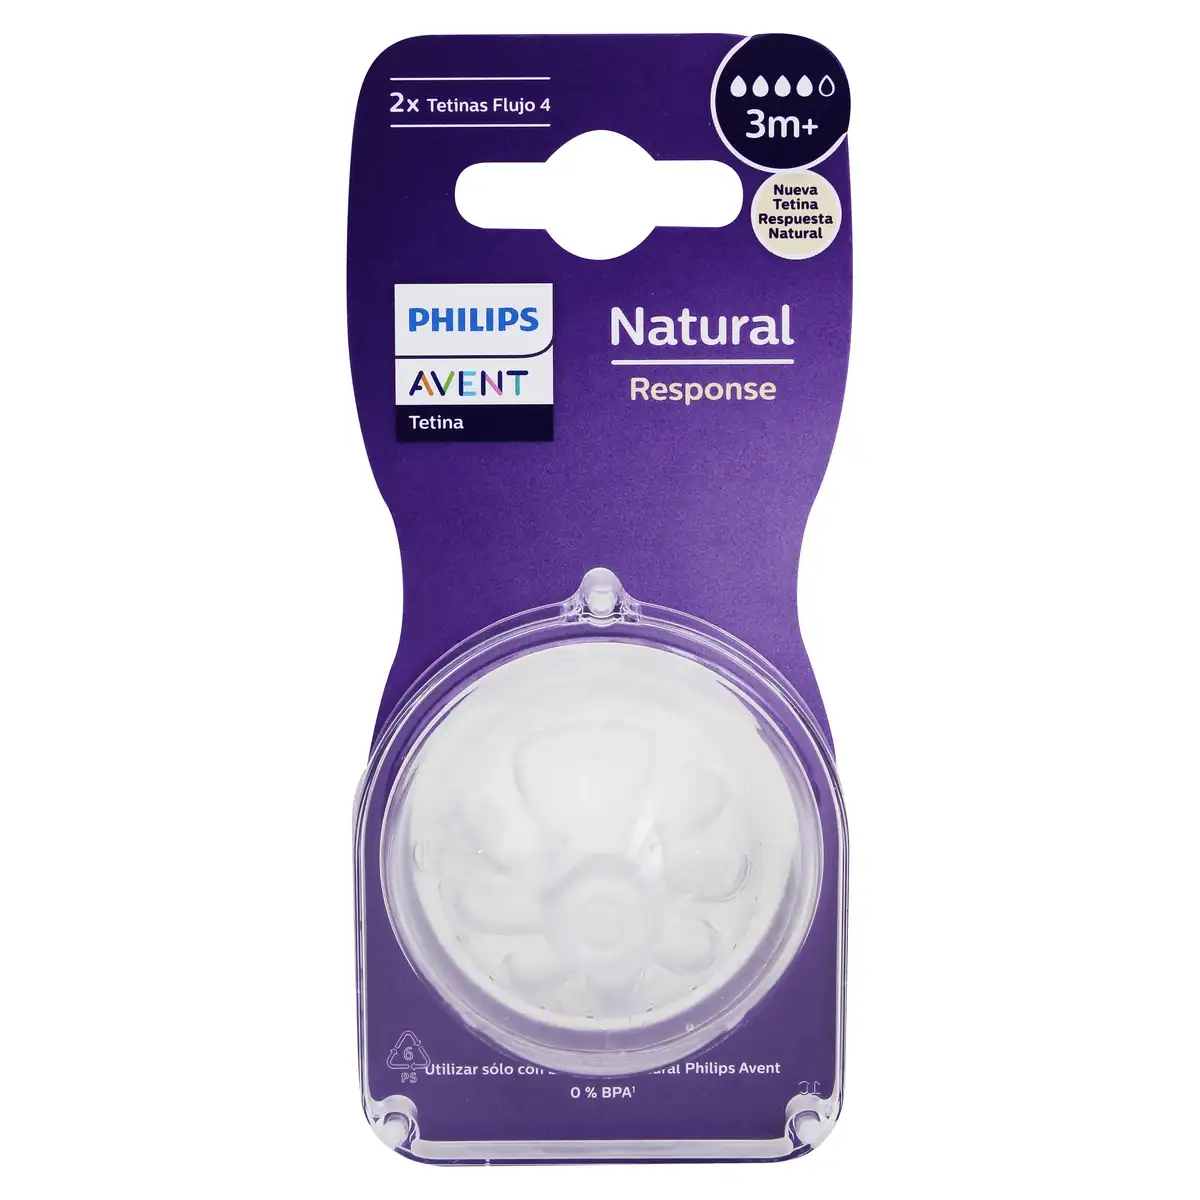 2x Tetinas Flujo 4
3m+
Nueva
Tetina
Respuesta
Natural
PHILIPS
AVENT
Tetina
Natural
Response
6
PS
Utilizar sólo con Philips Avent
0 % BPA¹